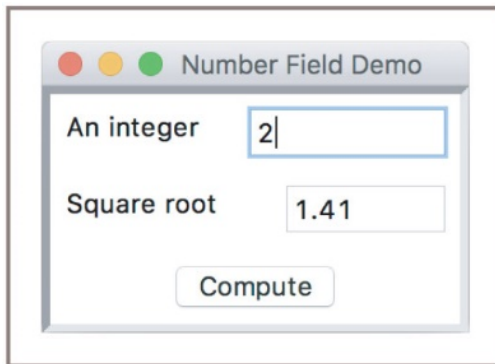 Number Field Demo
An integer 2
Square root 1.41
Compute